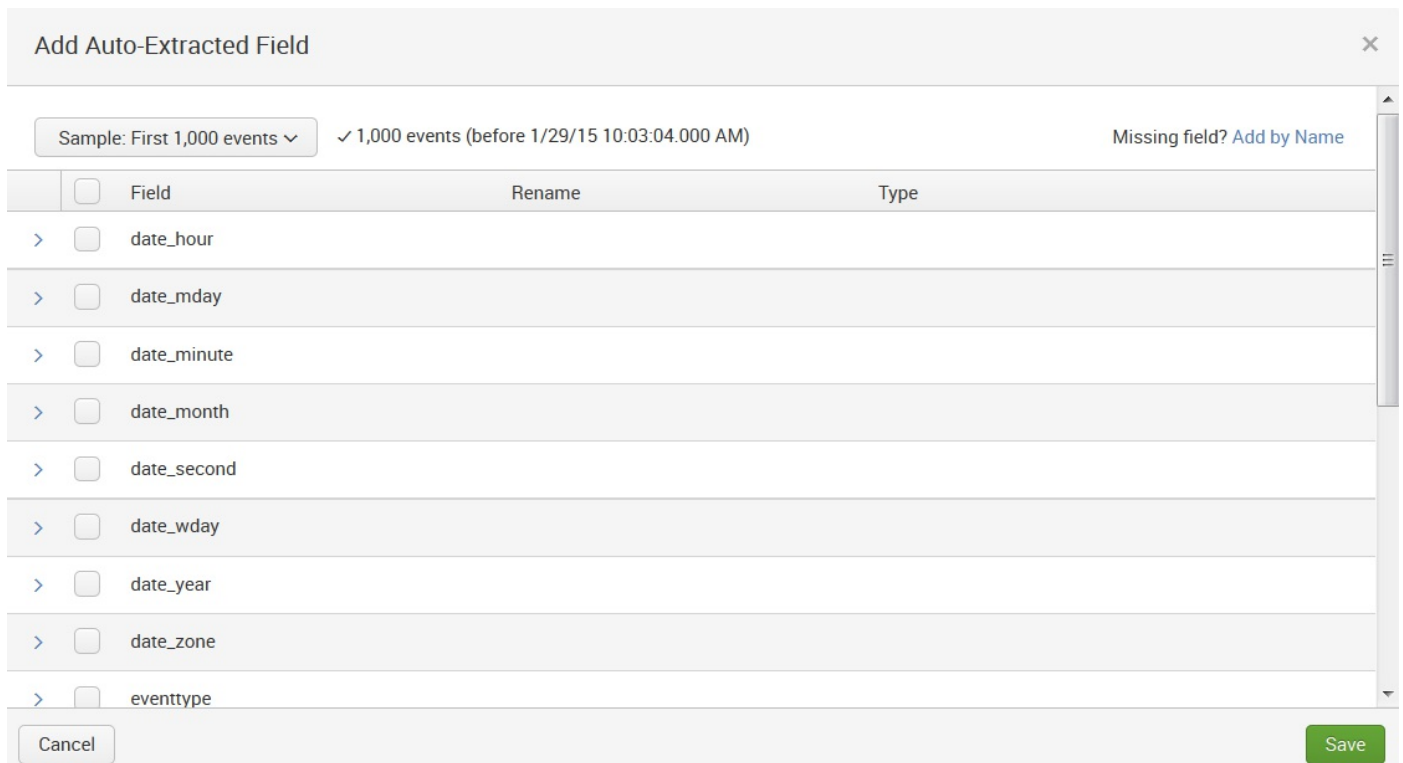 Add Auto-Extracted Field
Sample: First 1,000 events ✓ 1,000 events (before 1/29/15 10:03:04.000 AM) Missing field? Add by Name
Field Rename Type
date_hour
date_mday
date_minute
date_month
date_second
date_wday
date_year
date_zone
eventtype
Cancel Save